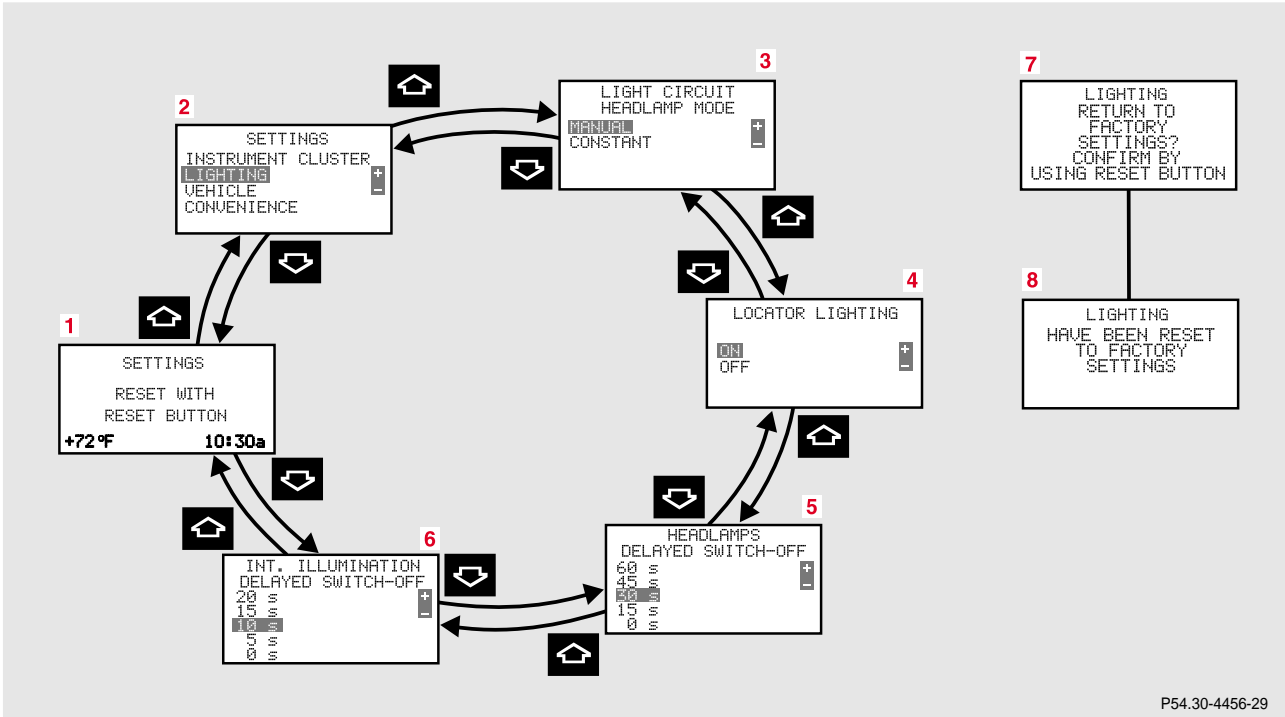 1
SETTINGS
RESET WITH
RESET BUTTON
+72°F 10:30a
2
SETTINGS
INSTRUMENT CLUSTER
LIGHTING +
VEHICLE –
CONVENIENCE
3
LIGHT CIRCUIT
HEADLAMP MODE
MANUAL +
CONSTANT –
4
LOCATOR LIGHTING
ON +
OFF –
5
HEADLAMPS
DELAYED SWITCH-OFF
60 s +
45 s –
30 s
15 s
0 s
6
INT. ILLUMINATION
DELAYED SWITCH-OFF
20 s +
15 s –
10 s
5 s
0 s
7
LIGHTING
RETURN TO
FACTORY
SETTINGS?
CONFIRM BY
USING RESET BUTTON
8
LIGHTING
HAVE BEEN RESET
TO FACTORY
SETTINGS
P54.30-4456-29